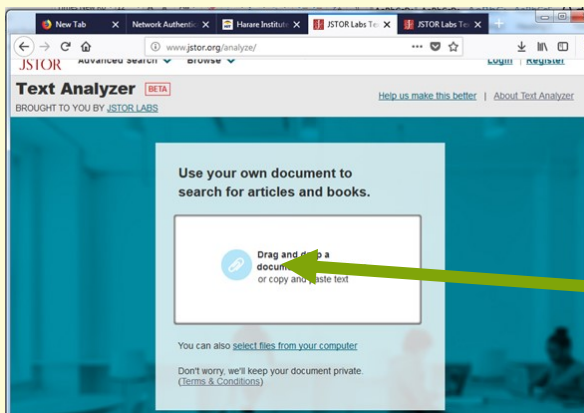 New Tab Network Authentic Harare Institute JSTOR Labs Te JSTOR Labs Te
www.jstor.org/analyze/
JSTOR Advanced Search Browse Login | Register
Text Analyzer BETA
BROUGHT TO YOU BY JSTOR LABS
Help us make this better | About Text Analyzer
Use your own document to
search for articles and books.
Drag and drop a
docum
or copy and paste text
You can also select files from your computer
Don't worry, we'll keep your document private.
(Terms & Conditions)